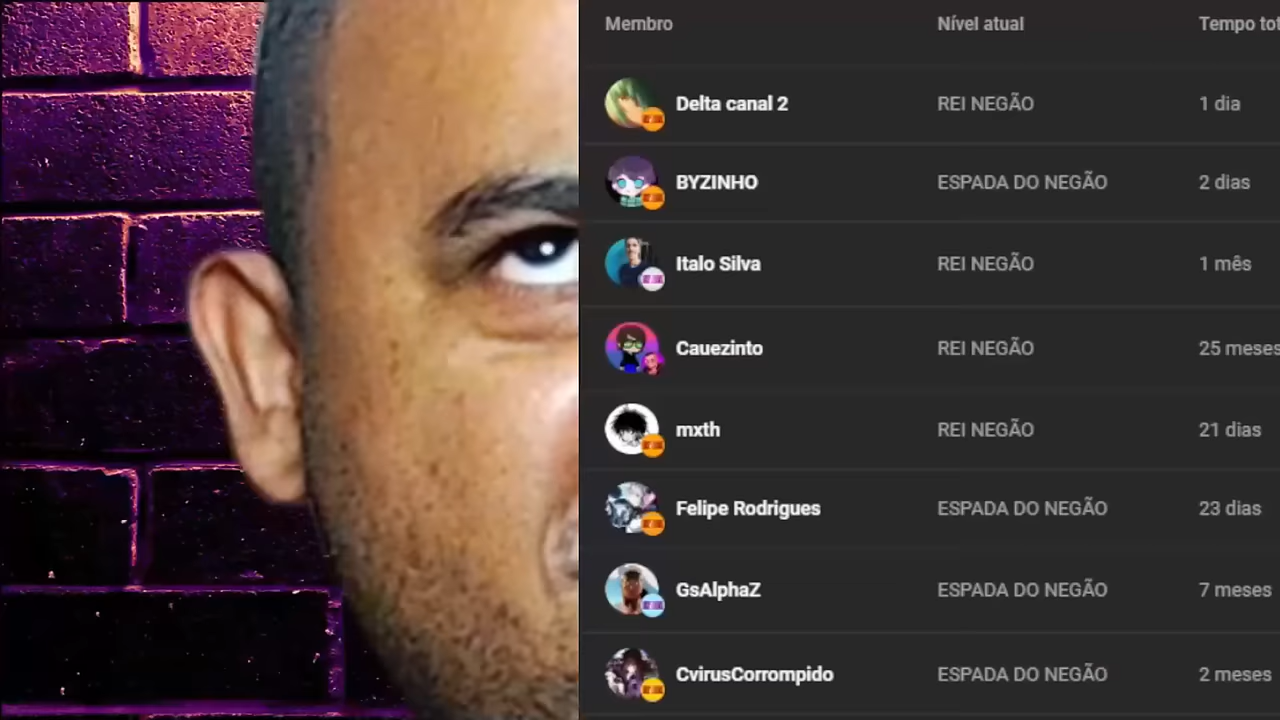 Membro Nível atual Tempo tot
Delta canal 2 REI NEGÃO 1 dia
BYZINHO ESPADA DO NEGÃO 2 dias
Italo Silva REI NEGÃO 1 mês
Cauezinto REI NEGÃO 25 meses
mxth REI NEGÃO 21 dias
Felipe Rodrigues ESPADA DO NEGÃO 23 dias
GsAlphaZ ESPADA DO NEGÃO 7 meses
CvirusCorrompido ESPADA DO NEGÃO 2 meses